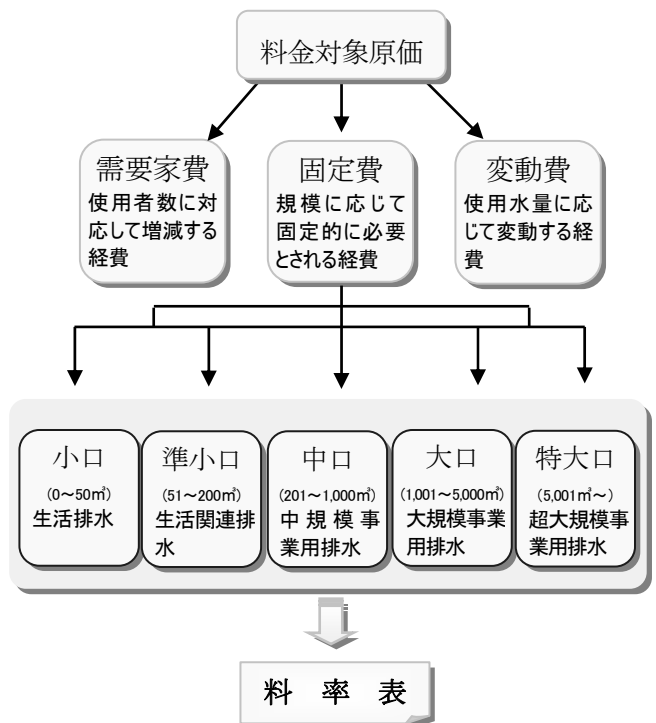 料金対象原価
需要家費
使用者数に対
応して増減する
経費
固定費
規模に応じて
固定的に必要
とされる経費
変動費
使用水量に応
じて変動する経
費
小口
(0～50㎥)
生活排水
準小口
(51～200㎥)
生活関連排
水
中口
(201～1,000㎥)
中規模事
業用排水
大口
(1,001～5,000㎥)
大規模事業
用排水
特大口
(5,001㎥～)
超大規模事
業用排水
料率表